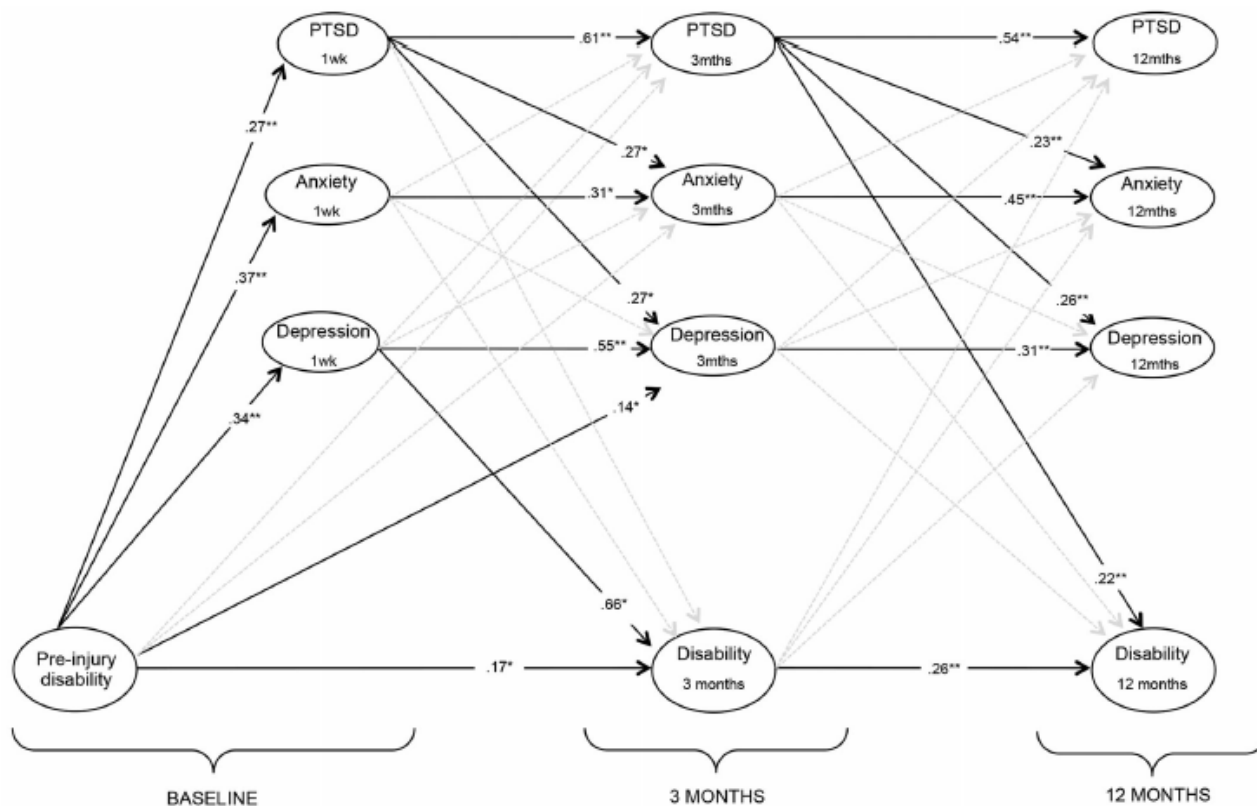 PTSD
1wk
.61**
PTSD
3mths
.54**
PTSD
12mths
.27**
.27*
.23**
Anxiety
1wk
.31*
Anxiety
3mths
.45**
Anxiety
12mths
.37**
.27*
.26**
Depression
1wk
.55**
Depression
3mths
.31**
Depression
12mths
.34**
.14*
.22**
.66*
Pre-injury
disability
.17*
Disability
3 months
.26**
Disability
12 months
BASELINE
3 MONTHS
12 MONTHS